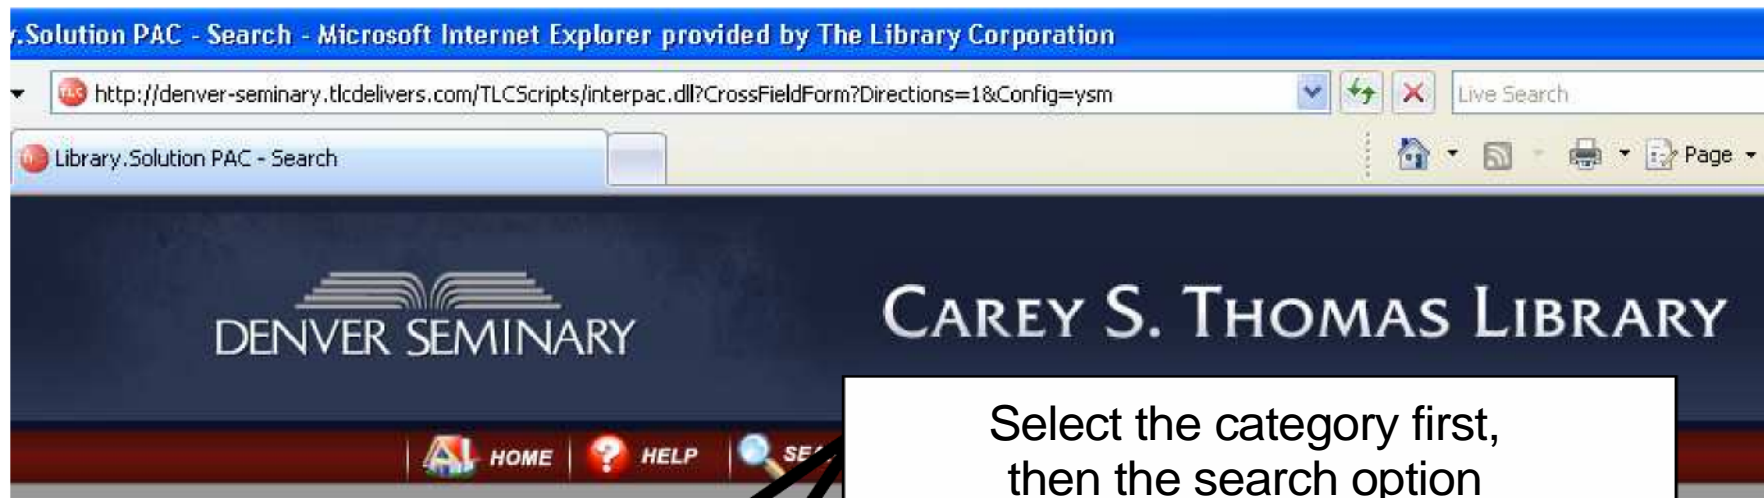 .Solution PAC - Search - Microsoft Internet Explorer provided by The Library Corporation
http://denver-seminary.tlcdelivers.com/TLCScripts/interpac.dll?CrossFieldForm?Directions=1&Config=ysm
Live Search
Library.Solution PAC - Search
Page
DENVER SEMINARY
CAREY S. THOMAS LIBRARY
Select the category first,
then the search option
HOME
HELP